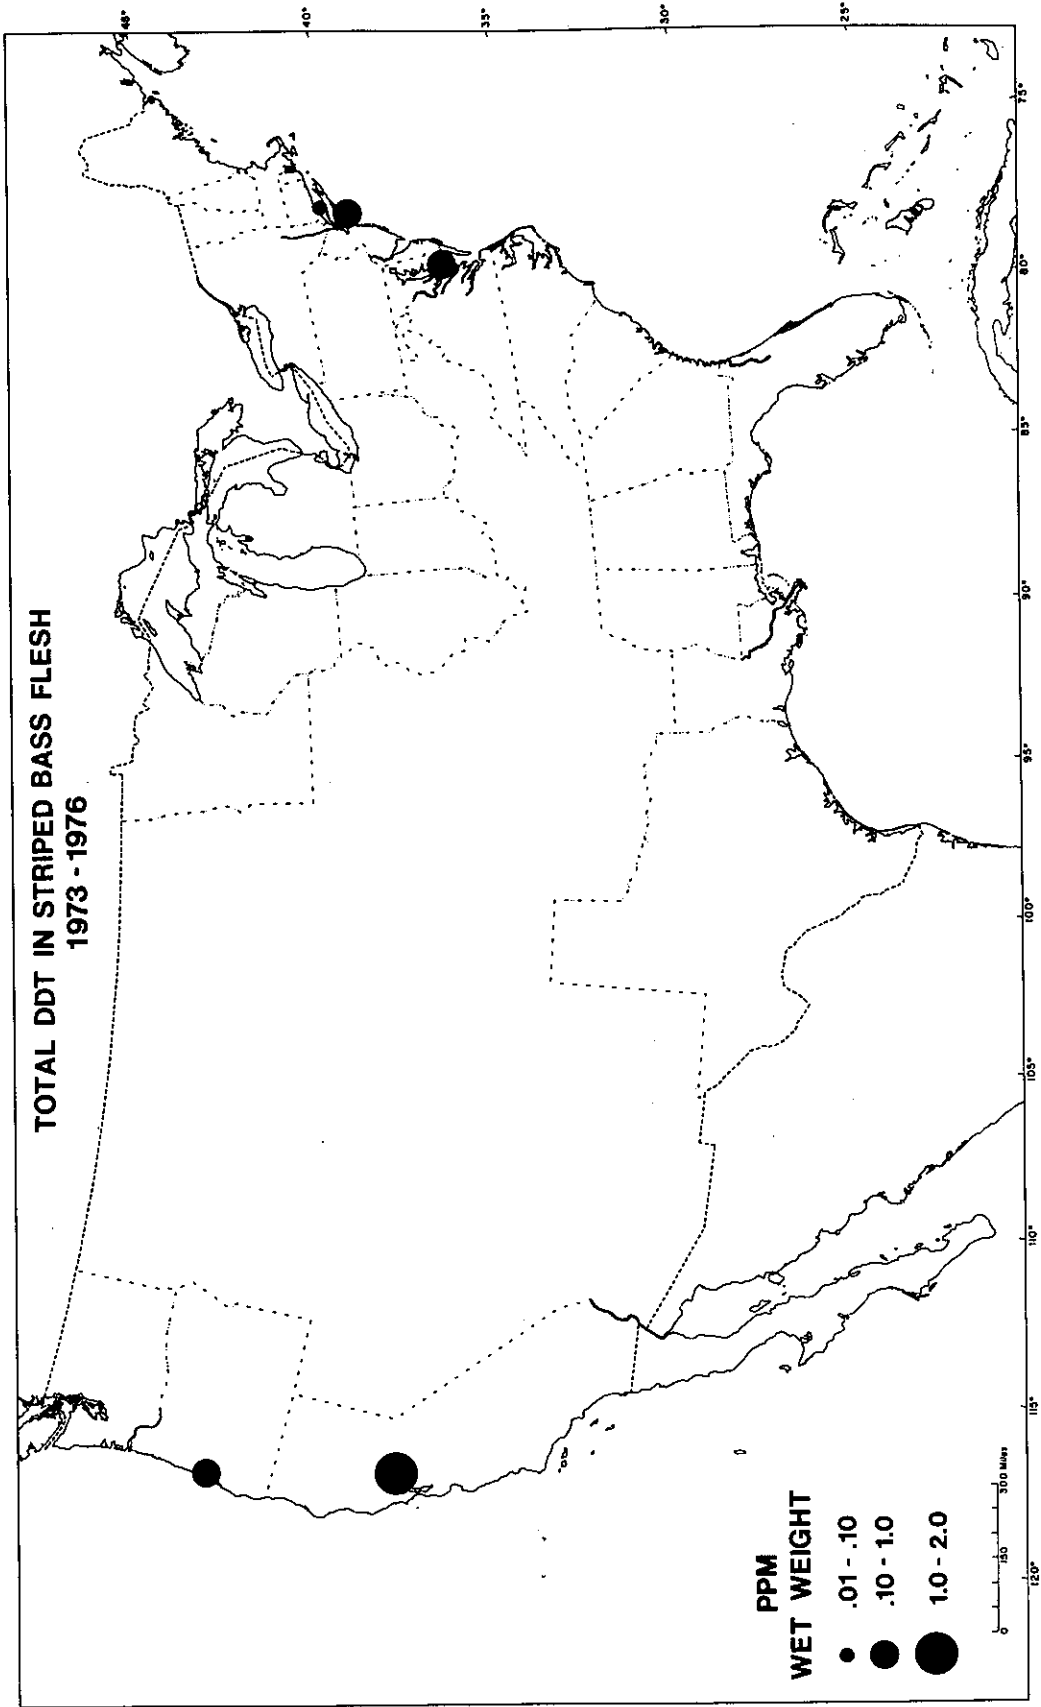 TOTAL DDT IN STRIPED BASS FLESH
1973 - 1976
45°
40°
35°
30°
25°
75°
80°
85°
90°
95°
100°
105°
110°
115°
120°
PPM
WET WEIGHT
.01 - .10
.10 - 1.0
1.0 - 2.0
0 150 300 Miles